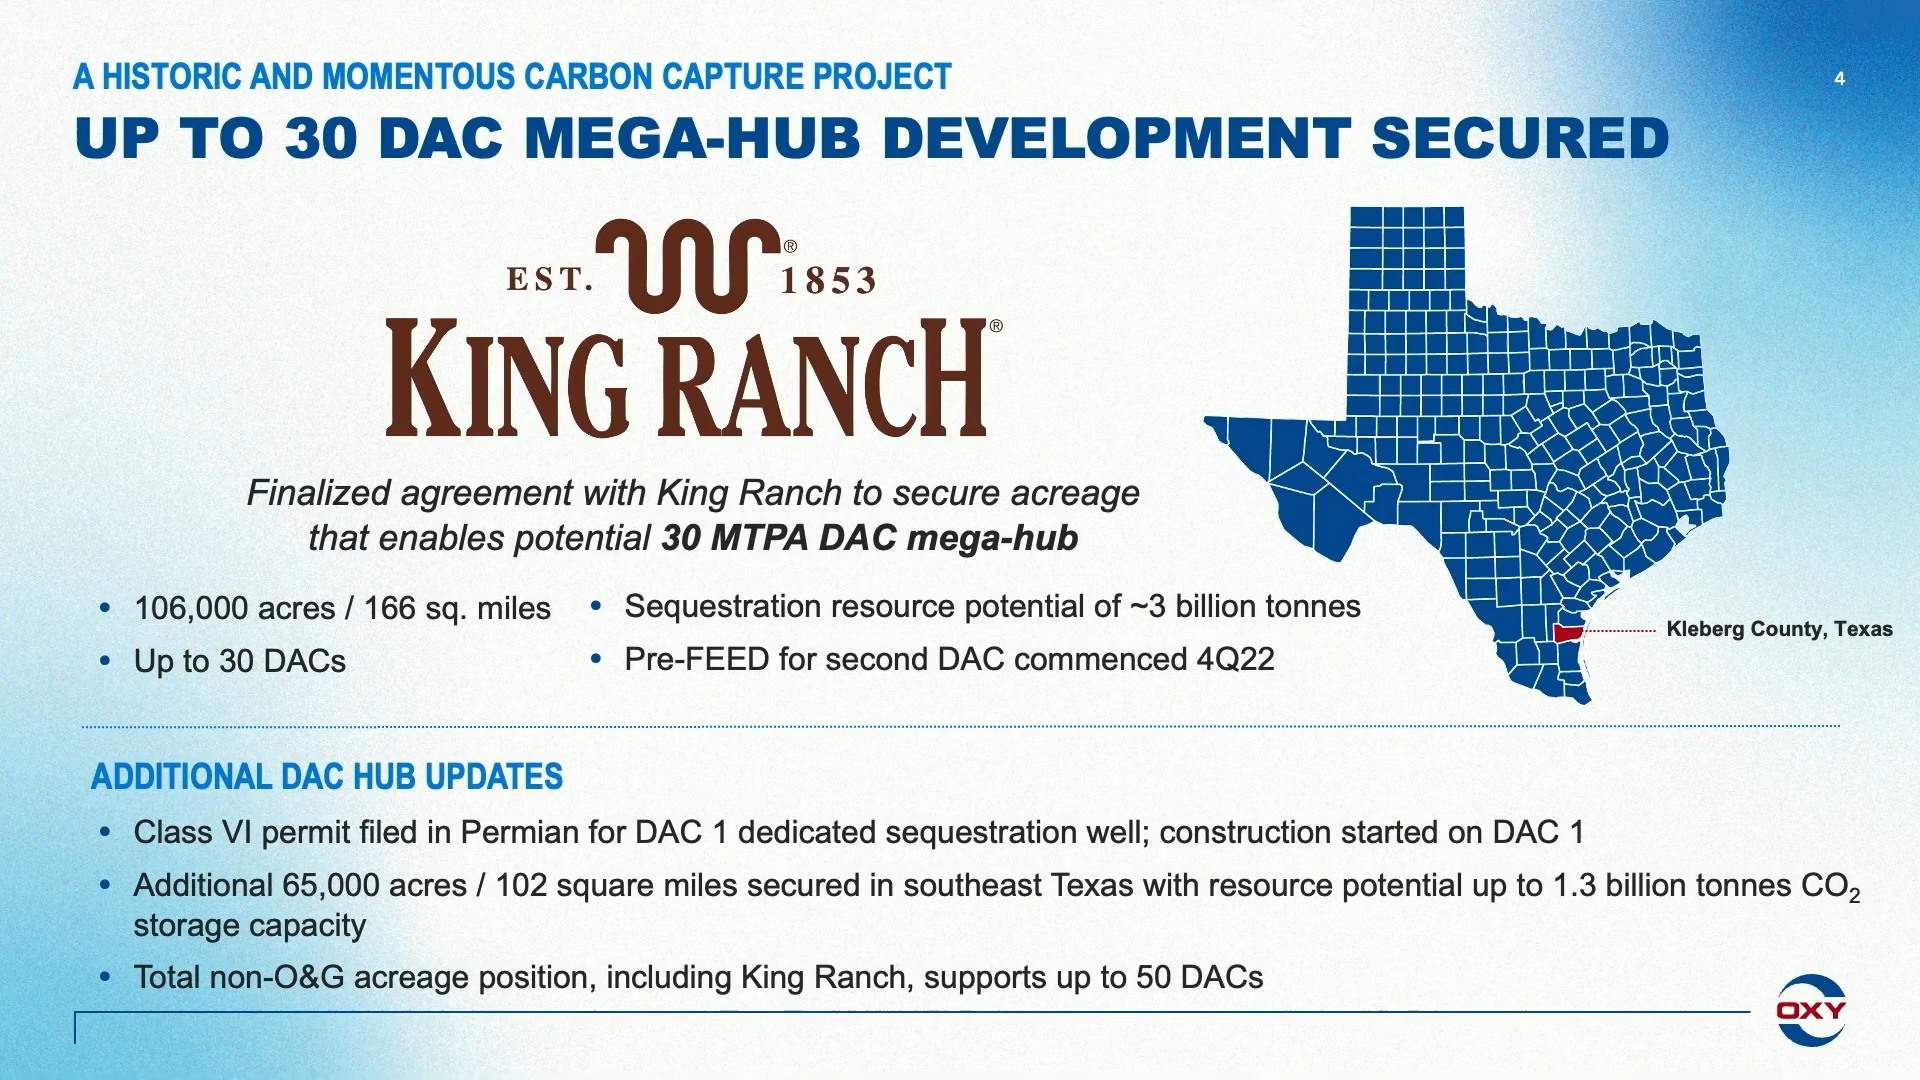 A HISTORIC AND MOMENTOUS CARBON CAPTURE PROJECT
4
UP TO 30 DAC MEGA-HUB DEVELOPMENT SECURED
EST. ® 1853
KING RANCH®
Finalized agreement with King Ranch to secure acreage
that enables potential 30 MTPA DAC mega-hub
• 106,000 acres / 166 sq. miles
• Up to 30 DACs
• Sequestration resource potential of ~3 billion tonnes
• Pre-FEED for second DAC commenced 4Q22
Kleberg County, Texas
ADDITIONAL DAC HUB UPDATES
• Class VI permit filed in Permian for DAC 1 dedicated sequestration well; construction started on DAC 1
• Additional 65,000 acres / 102 square miles secured in southeast Texas with resource potential up to 1.3 billion tonnes CO₂
storage capacity
• Total non-O&G acreage position, including King Ranch, supports up to 50 DACs
OXY